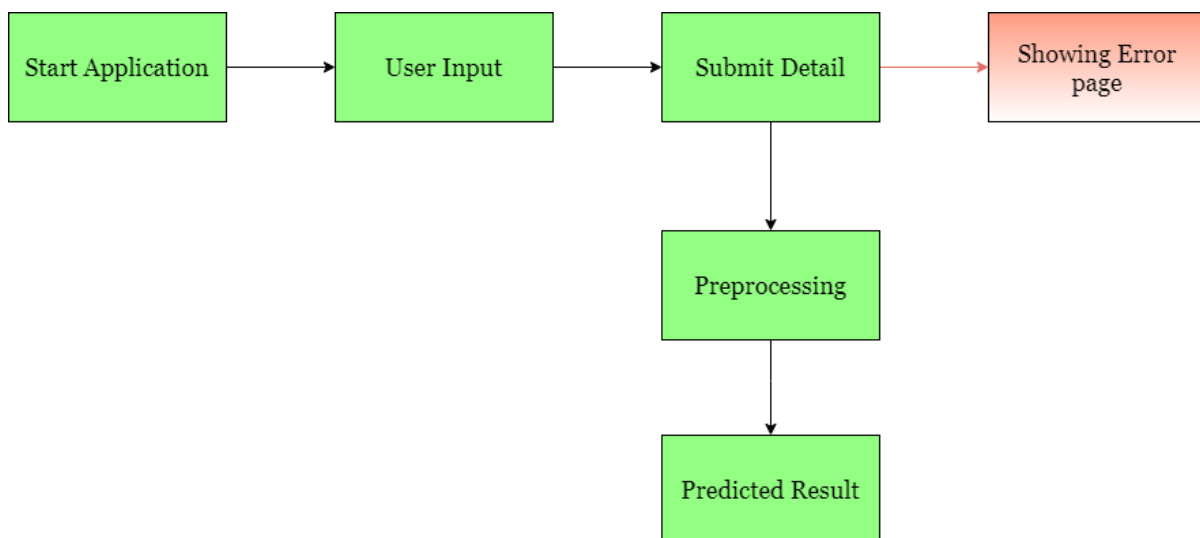 Start Application
User Input
Submit Detail
Showing Error
page
Preprocessing
Predicted Result